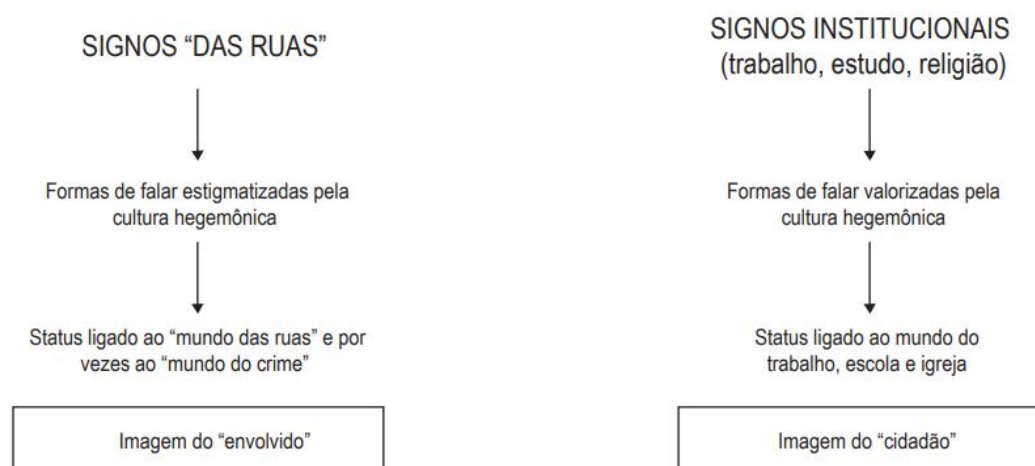 SIGNOS “DAS RUAS”
Formas de falar estigmatizadas pela
cultura hegemônica
Status ligado ao “mundo das ruas” e por
vezes ao “mundo do crime”
Imagem do “envolvido”
SIGNOS INSTITUCIONAIS
(trabalho, estudo, religião)
Formas de falar valorizadas pela
cultura hegemônica
Status ligado ao mundo do
trabalho, escola e igreja
Imagem do “cidadão”